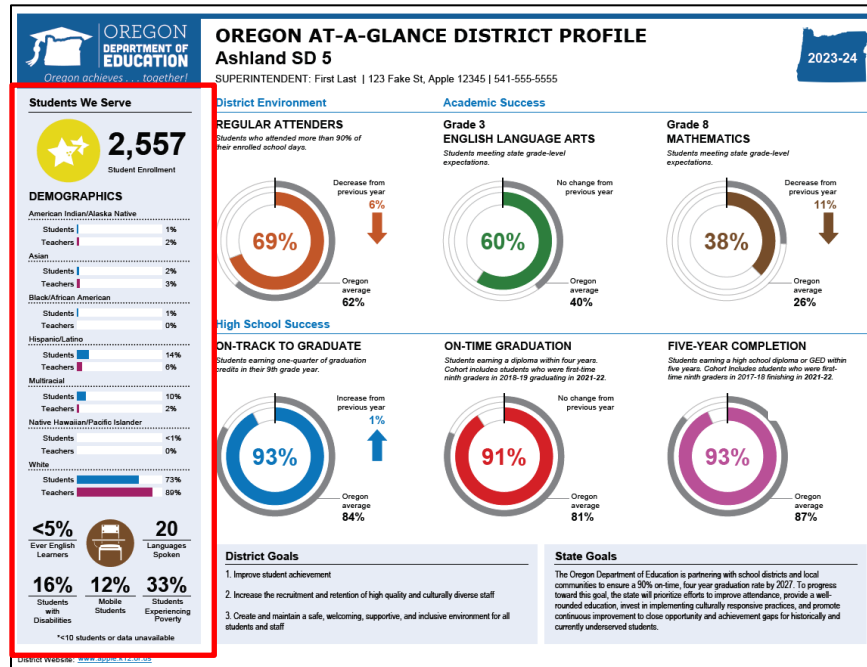 OREGON
DEPARTMENT OF
EDUCATION
Oregon achieves . . . together!
OREGON AT-A-GLANCE DISTRICT PROFILE
Ashland SD 5
SUPERINTENDENT: First Last | 123 Fake St, Apple 12345 | 541-555-5555
2023-24
Students We Serve
2,557
Student Enrollment
DEMOGRAPHICS
American Indian/Alaska Native
Students 1%
Teachers 2%
Asian
Students 2%
Teachers 3%
Black/African American
Students 1%
Teachers 0%
Hispanic/Latino
Students 14%
Teachers 6%
Multiracial
Students 10%
Teachers 2%
Native Hawaiian/Pacific Islander
Students <1%
Teachers 0%
White
Students 73%
Teachers 89%
<5%
Ever English
Learners
20
Languages
Spoken
16%
Students
with
Disabilities
12%
Mobile
Students
33%
Students
Experiencing
Poverty
*<10 students or data unavailable
District Website: www.apple.k12.or.us
District Environment
REGULAR ATTENDERS
Students who attended more than 90% of
their enrolled school days.
Decrease from
previous year
6%
69%
Oregon
average
62%
Academic Success
Grade 3
ENGLISH LANGUAGE ARTS
Students meeting state grade-level
expectations.
No change from
previous year
60%
Oregon
average
40%
Grade 8
MATHEMATICS
Students meeting state grade-level
expectations.
Decrease from
previous year
11%
38%
Oregon
average
26%
High School Success
ON-TRACK TO GRADUATE
Students earning one-quarter of graduation
credits in their 9th grade year.
Increase from
previous year
1%
93%
Oregon
average
84%
ON-TIME GRADUATION
Students earning a diploma within four years.
Cohort includes students who were first-time
ninth graders in 2018-19 graduating in 2021-22.
No change from
previous year
91%
Oregon
average
81%
FIVE-YEAR COMPLETION
Students earning a high school diploma or GED within
five years. Cohort Includes students who were first-
time ninth graders in 2017-18 finishing in 2021-22.
93%
Oregon
average
87%
District Goals
1. Improve student achievement
2. Increase the recruitment and retention of high quality and culturally diverse staff
3. Create and maintain a safe, welcoming, supportive, and inclusive environment for all
students and staff
State Goals
The Oregon Department of Education is partnering with school districts and local
communities to ensure a 90% on-time, four year graduation rate by 2027. To progress
toward this goal, the state will prioritize efforts to improve attendance, provide a well-
rounded education, invest in implementing culturally responsive practices, and promote
continuous improvement to close opportunity and achievement gaps for historically and
currently underserved students.